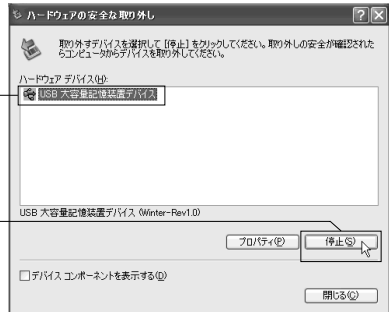 ハードウェアの安全な取り外し
取り外すデバイスを選択して [停止] をクリックしてください。取り外しの安全が確認された
らコンピュータからデバイスを取り外してください。
ハードウェア デバイス(H):
USB 大容量記憶装置デバイス
USB 大容量記憶装置デバイス (Winter-Rev1.0)
プロパティ(P)
停止(S)
デバイス コンポーネントを表示する(D)
閉じる(C)